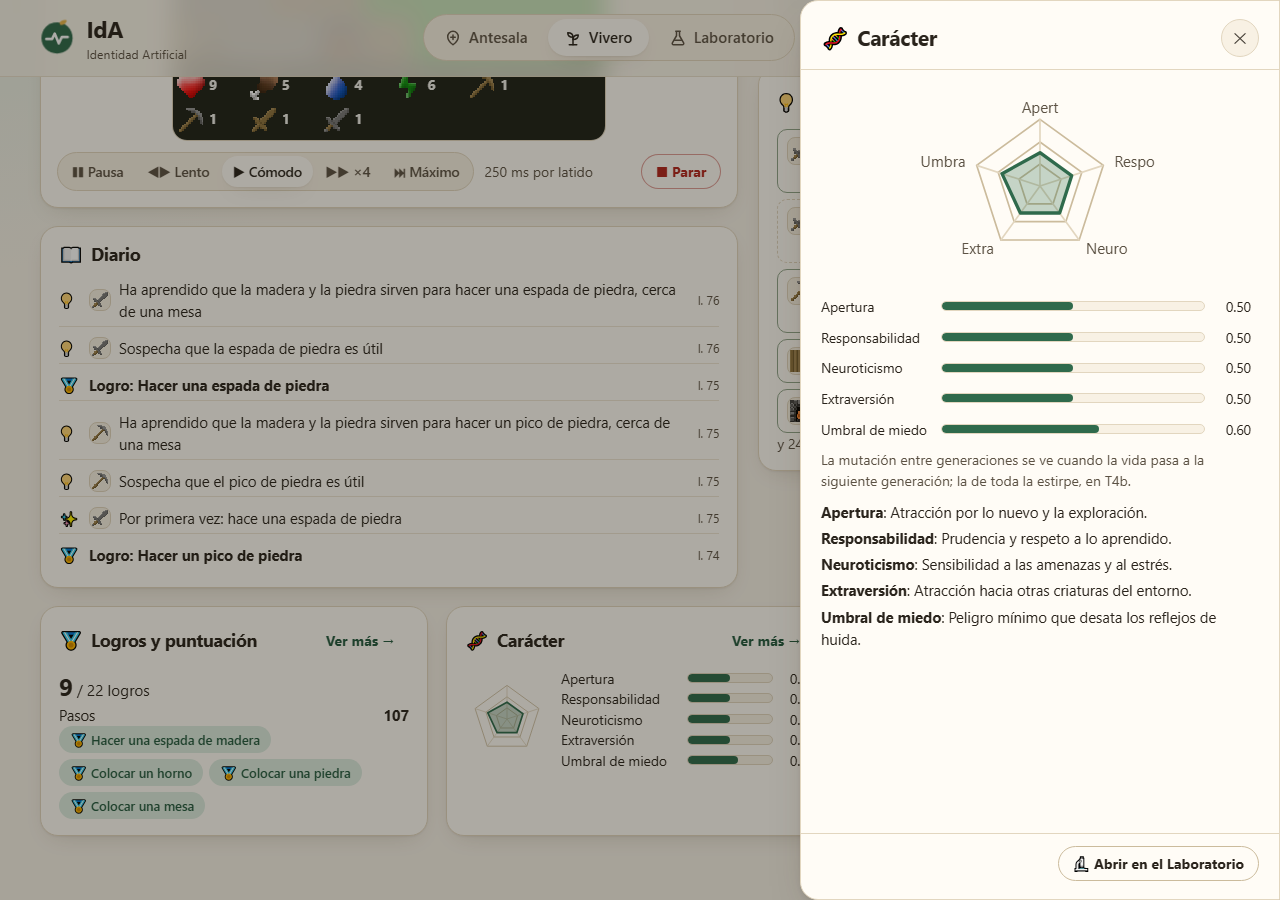 IdA
Identidad Artificial
Antesala
Vivero
Laboratorio
9
5
4
6
1
1
1
1
Pausa
Lento
Cómodo
×4
Máximo
250 ms por latido
Parar
Diario
Ha aprendido que la madera y la piedra sirven para hacer una espada de piedra, cerca
de una mesa
l. 76
Sospecha que la espada de piedra es útil
l. 76
Logro: Hacer una espada de piedra
l. 75
Ha aprendido que la madera y la piedra sirven para hacer un pico de piedra, cerca de
una mesa
l. 75
Sospecha que el pico de piedra es útil
l. 75
Por primera vez: hace una espada de piedra
l. 75
Logro: Hacer un pico de piedra
l. 74
y 24
Logros y puntuación
Ver más →
9 / 22 logros
Pasos
107
Hacer una espada de madera
Colocar un horno
Colocar una piedra
Colocar una mesa
Carácter
Ver más →
Apertura
0.
Responsabilidad
0.
Neuroticismo
0.
Extraversión
0.
Umbral de miedo
0.
Carácter
Apert
Umbra
Respo
Extra
Neuro
Apertura
0.50
Responsabilidad
0.50
Neuroticismo
0.50
Extraversión
0.50
Umbral de miedo
0.60
La mutación entre generaciones se ve cuando la vida pasa a la
siguiente generación; la de toda la estirpe, en T4b.
Apertura: Atracción por lo nuevo y la exploración.
Responsabilidad: Prudencia y respeto a lo aprendido.
Neuroticismo: Sensibilidad a las amenazas y al estrés.
Extraversión: Atracción hacia otras criaturas del entorno.
Umbral de miedo: Peligro mínimo que desata los reflejos de
huida.
Abrir en el Laboratorio